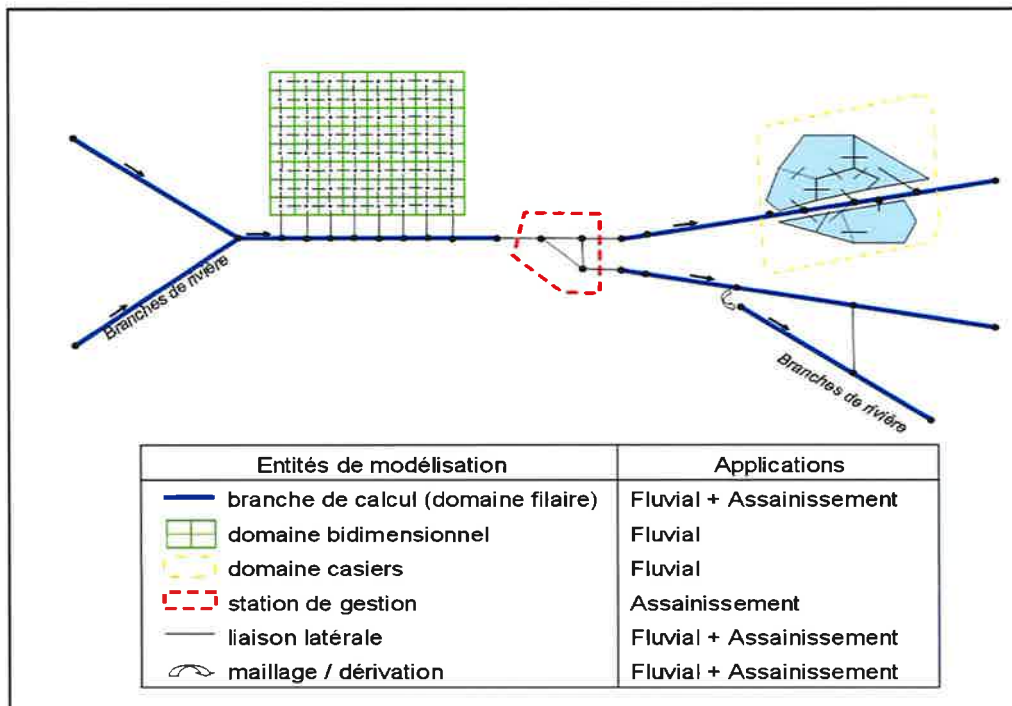 Branches de rivière
Branches de rivière
Entités de modélisation Applications
branche de calcul (domaine filaire) Fluvial + Assainissement
domaine bidimensionnel Fluvial
domaine casiers Fluvial
station de gestion Assainissement
liaison latérale Fluvial + Assainissement
maillage / dérivation Fluvial + Assainissement